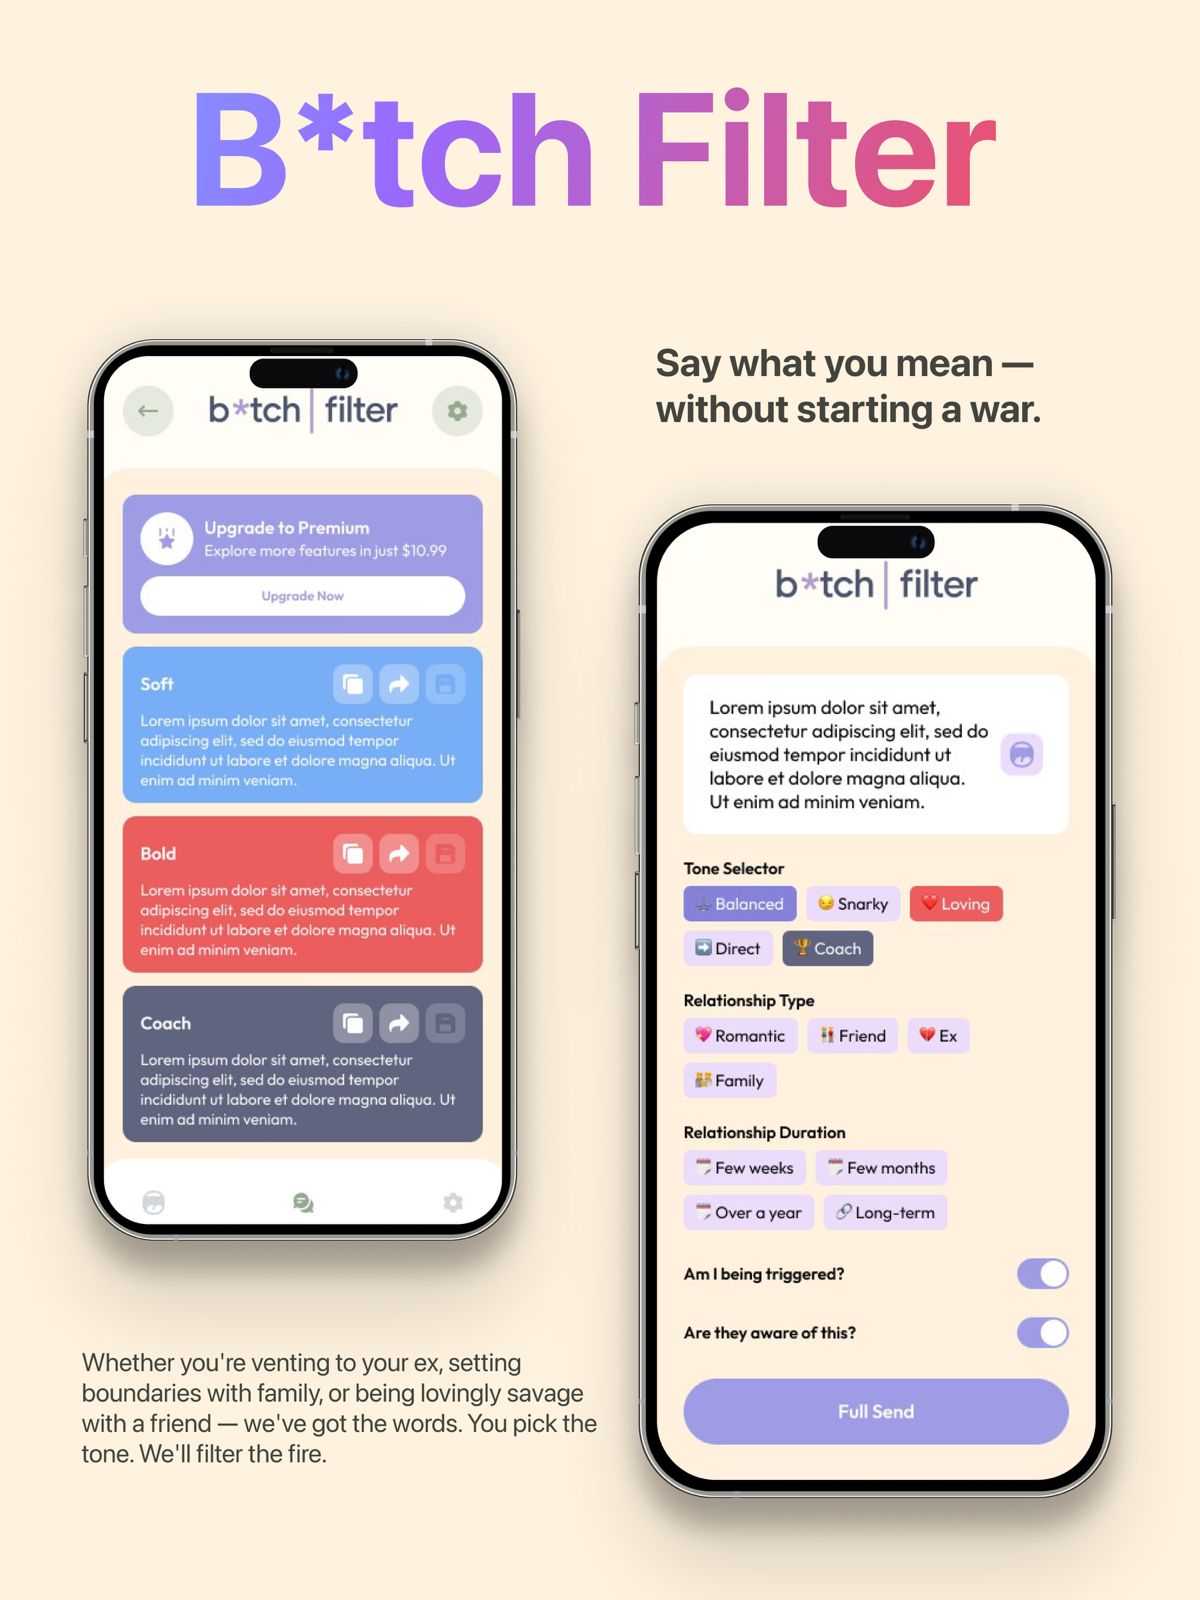 B*tch Filter
b*tch | filter
Upgrade to Premium
Explore more features in just $10.99
Upgrade Now
Soft
Lorem ipsum dolor sit amet, consectetur
adipiscing elit, sed do eiusmod tempor
incididunt ut labore et dolore magna aliqua. Ut
enim ad minim veniam.
Bold
Lorem ipsum dolor sit amet, consectetur
adipiscing elit, sed do eiusmod tempor
incididunt ut labore et dolore magna aliqua. Ut
enim ad minim veniam.
Coach
Lorem ipsum dolor sit amet, consectetur
adipiscing elit, sed do eiusmod tempor
incididunt ut labore et dolore magna aliqua. Ut
enim ad minim veniam.
Whether you're venting to your ex, setting
boundaries with family, or being lovingly savage
with a friend — we've got the words. You pick the
tone. We'll filter the fire.
Say what you mean —
without starting a war.
b*tch | filter
Lorem ipsum dolor sit amet,
consectetur adipiscing elit, sed do
eiusmod tempor incididunt ut
labore et dolore magna aliqua.
Ut enim ad minim veniam.
Tone Selector
Balanced Snarky Loving
Direct Coach
Relationship Type
Romantic Friend Ex
Family
Relationship Duration
Few weeks Few months
Over a year Long-term
Am I being triggered?
Are they aware of this?
Full Send